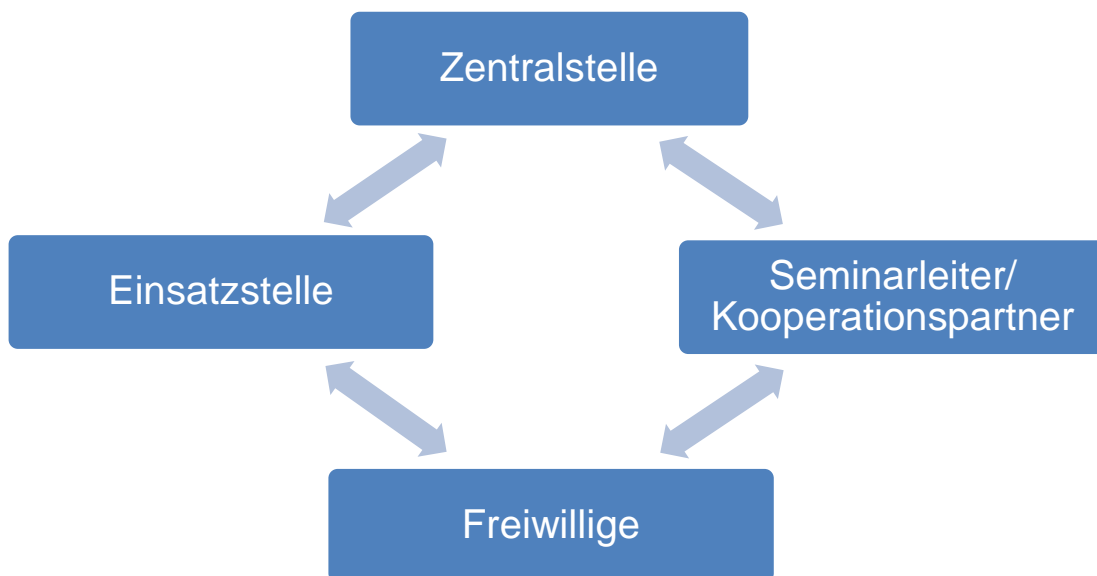 Zentralstelle
Einsatzstelle
Seminarleiter/
Kooperationspartner
Freiwillige